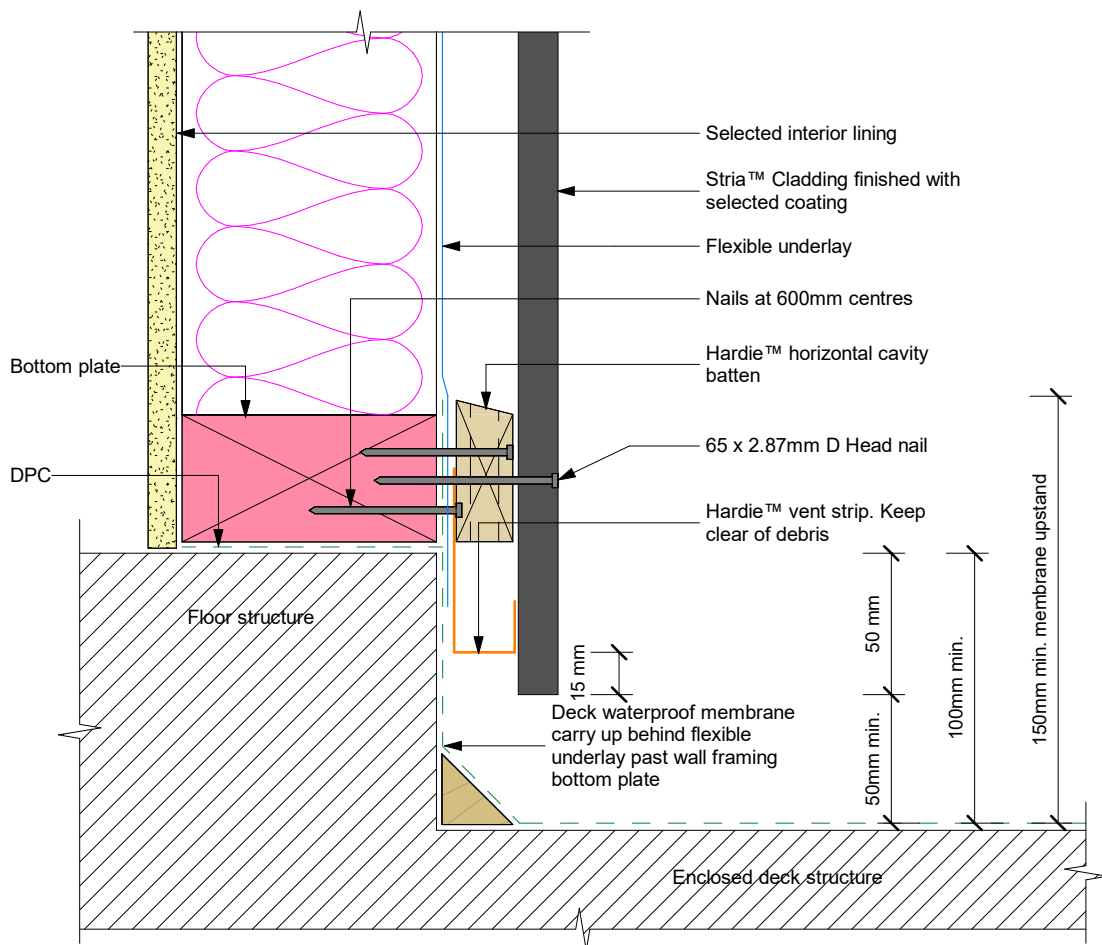 Selected interior lining
Stria™ Cladding finished with
selected coating
Flexible underlay
Nails at 600mm centres
Hardie™ horizontal cavity
batten
Bottom plate
65 x 2.87mm D Head nail
DPC
Hardie™ vent strip. Keep
clear of debris
Floor structure
50 mm
100mm min.
150mm min. membrane upstand
15 mm
50mm min.
Deck waterproof membrane
carry up behind flexible
underlay past wall framing
bottom plate
Enclosed deck structure